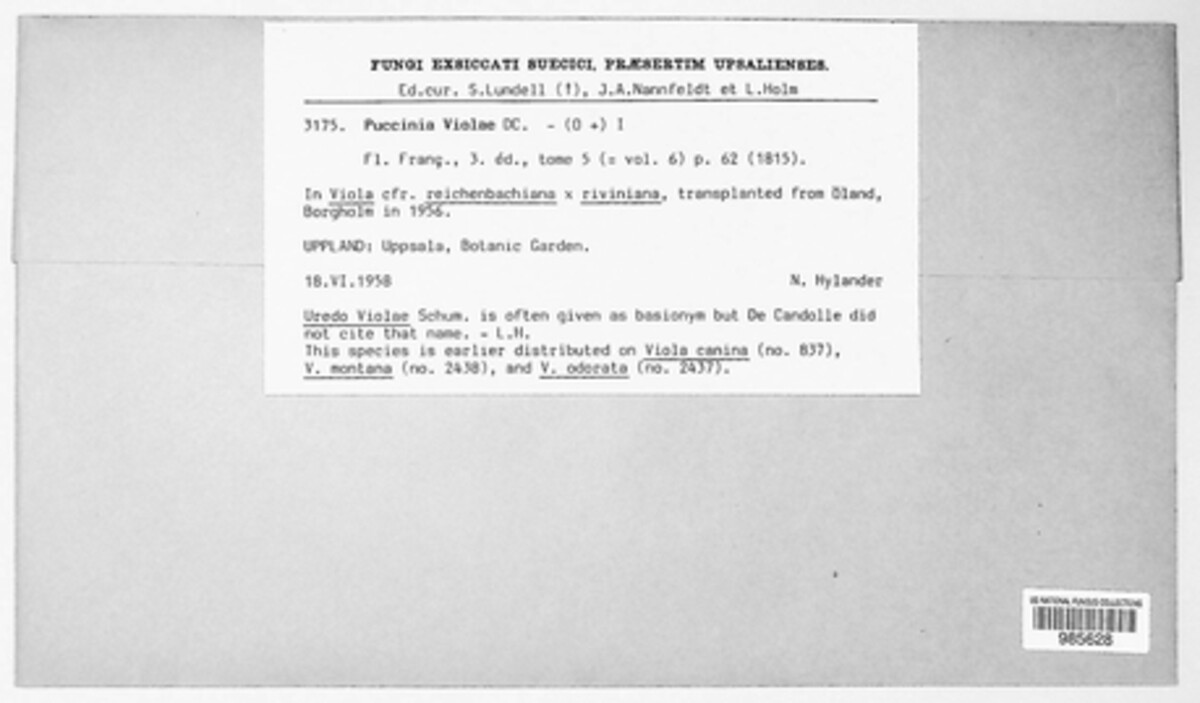 FUNGI EXSICCATI SUECICI, PRÆSERTIM UPSALIENSES.
Ed.cur. S.Lundell (†), J.A.Nannfeldt et L.Holm
3175. Puccinia Violae DC. - (0 +) I
Fl. Franç., 3. éd., tome 5 (= vol. 6) p. 62 (1815).
In Viola cfr. reichenbachiana x riviniana, transplanted from Öland,
Borgholm in 1956.
UPPLAND: Uppsala, Botanic Garden.
18.VI.1958 N. Hylander
Uredo Violae Schum. is often given as basionym but De Candolle did
not cite that name. - L.H.
This species is earlier distributed on Viola canina (no. 837),
V. montana (no. 2438), and V. odorata (no. 2437).
US NATIONAL FUNGUS COLLECTIONS
985628